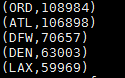 (ORD,108984)
(ATL,106898)
(DFW,70657)
(DEN,63003)
(LAX,59969)